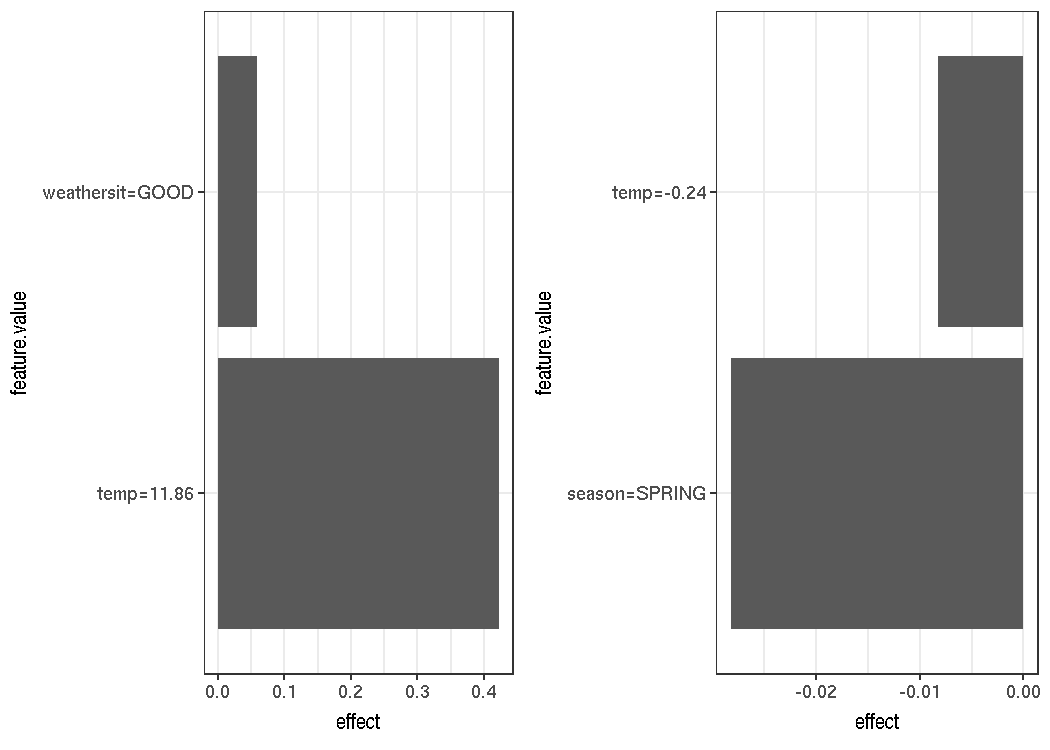 weathersit=GOOD
temp=11.86
feature.value
0.0 0.1 0.2 0.3 0.4
effect
temp=-0.24
season=SPRING
feature.value
-0.02 -0.01 0.00
effect